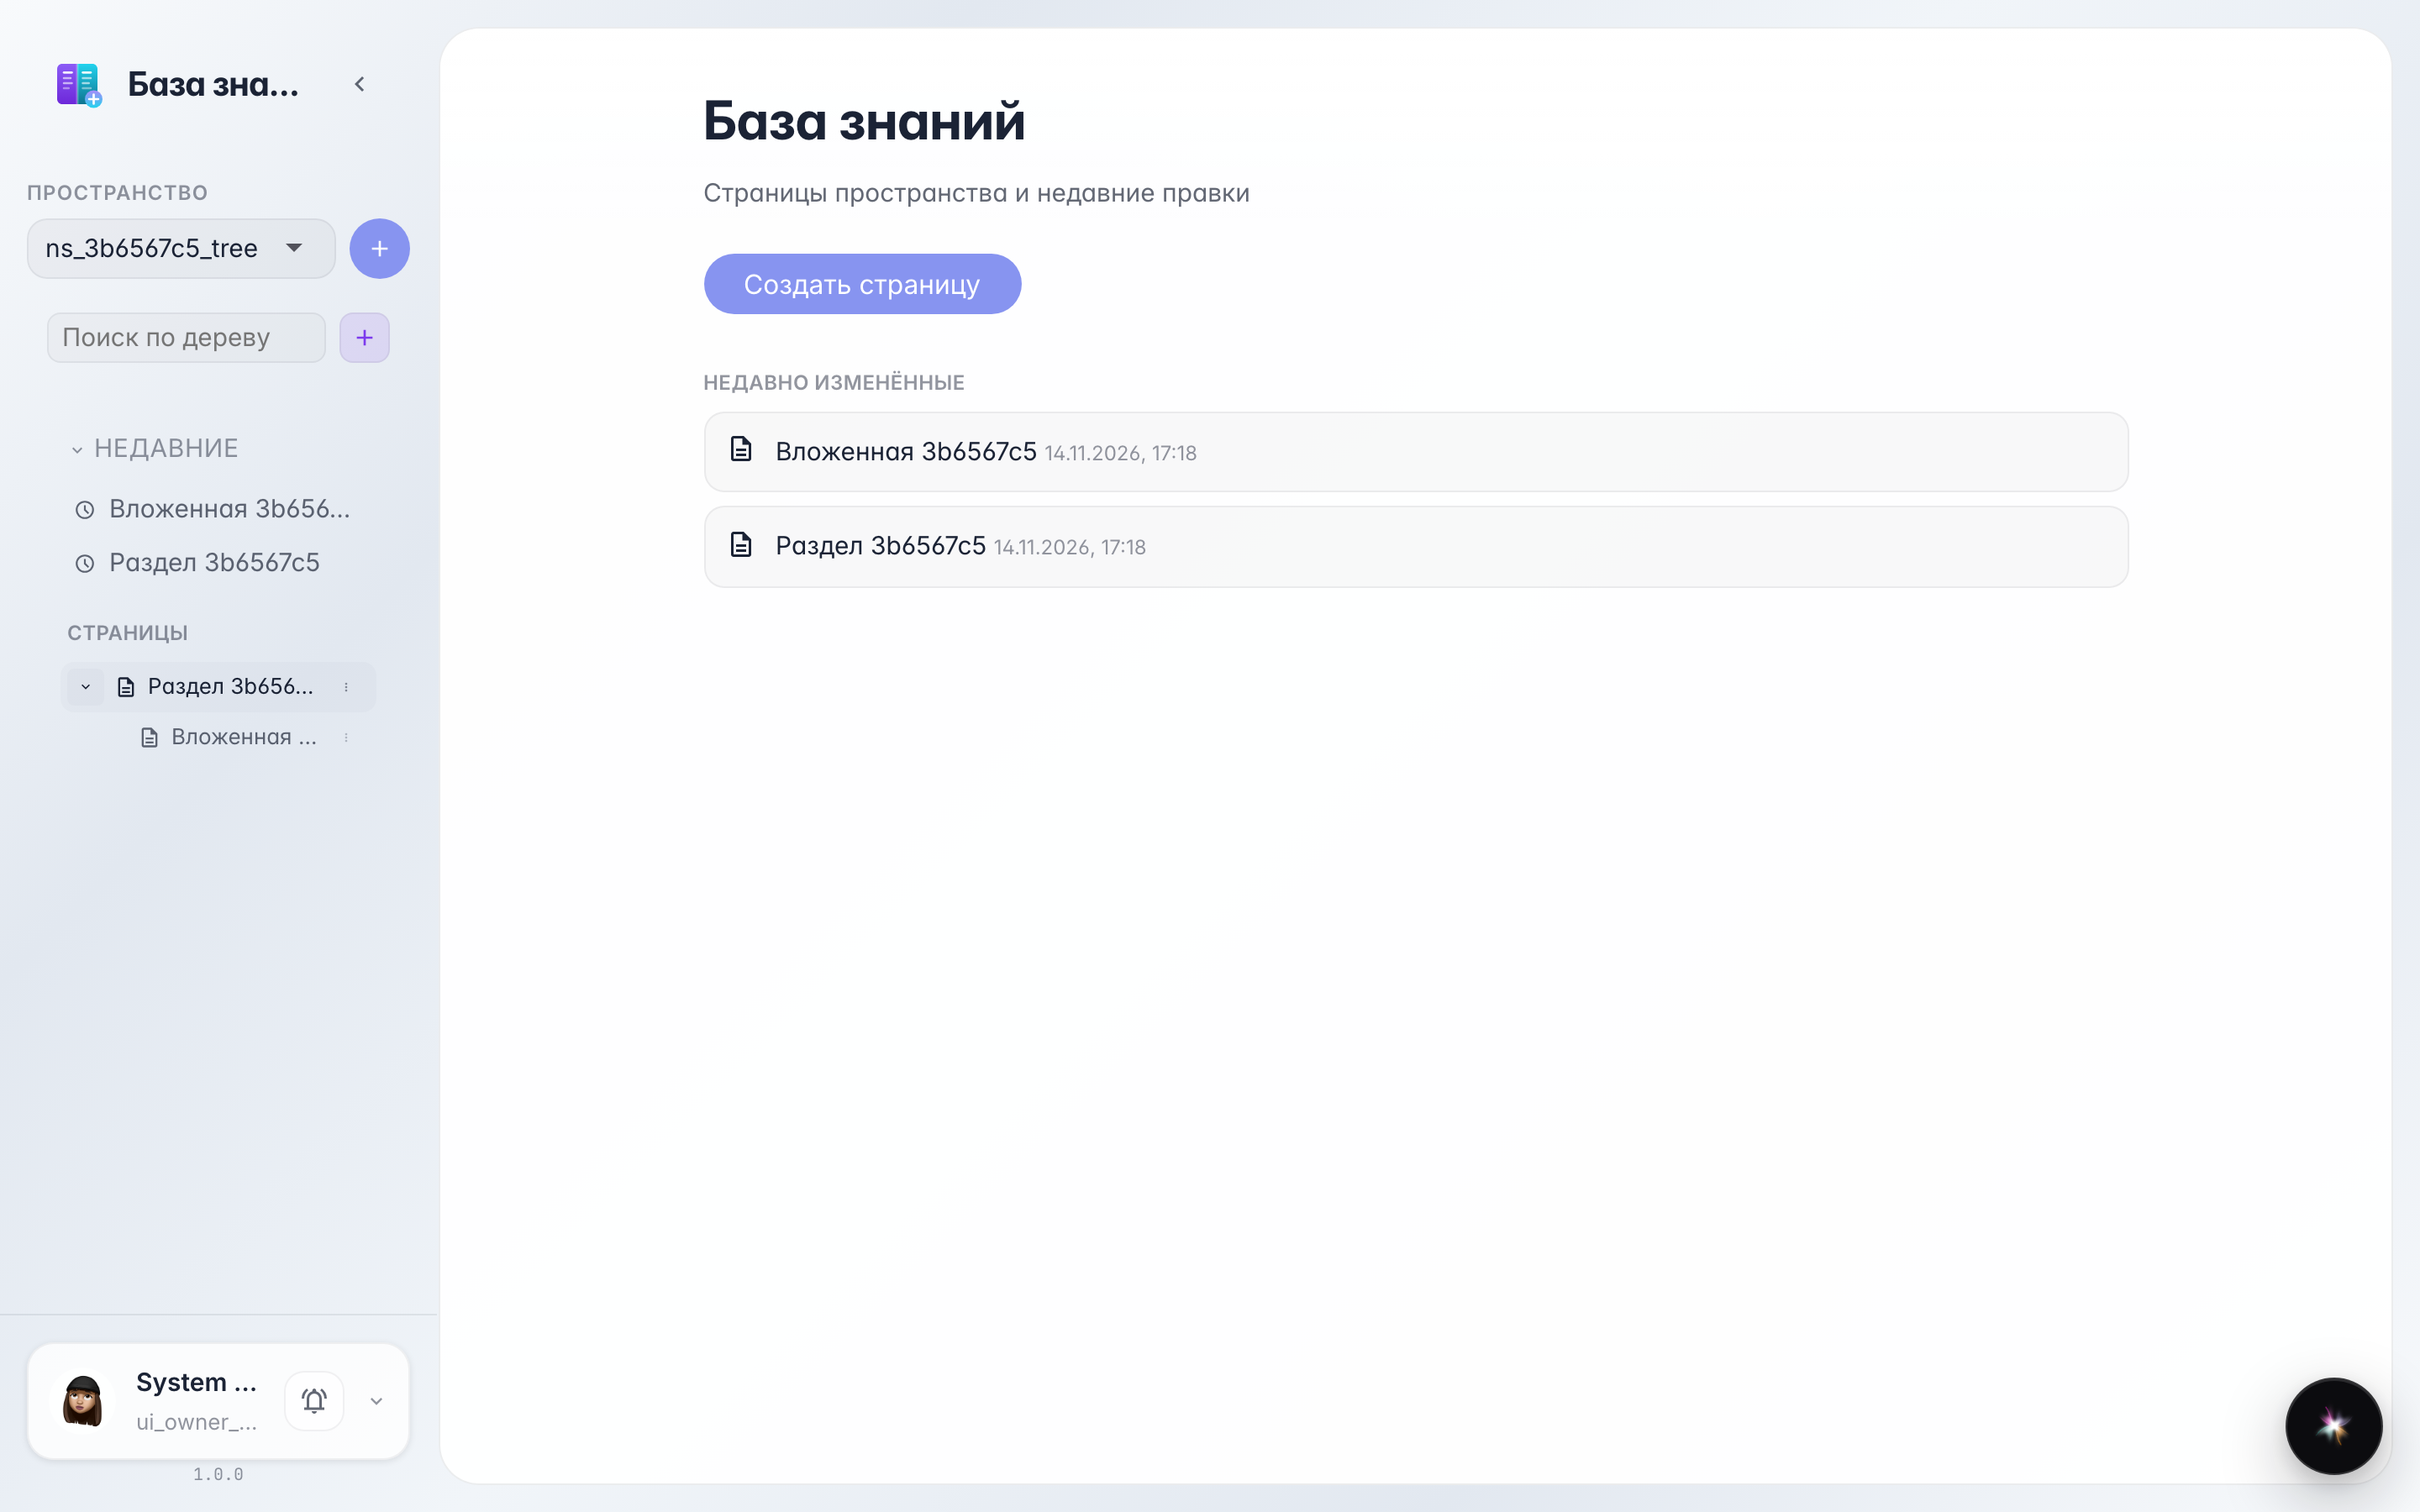 База зна...
ПРОСТРАНСТВО
ns_3b6567c5_tree
Поиск по дереву
НЕДАВНИЕ
Вложенная 3b656...
Раздел 3b6567c5
СТРАНИЦЫ
Раздел 3b656...
Вложенная ...
System ...
ui_owner_...
1.0.0
База знаний
Страницы пространства и недавние правки
Создать страницу
НЕДАВНО ИЗМЕНЁННЫЕ
Вложенная 3b6567c5 14.11.2026, 17:18
Раздел 3b6567c5 14.11.2026, 17:18